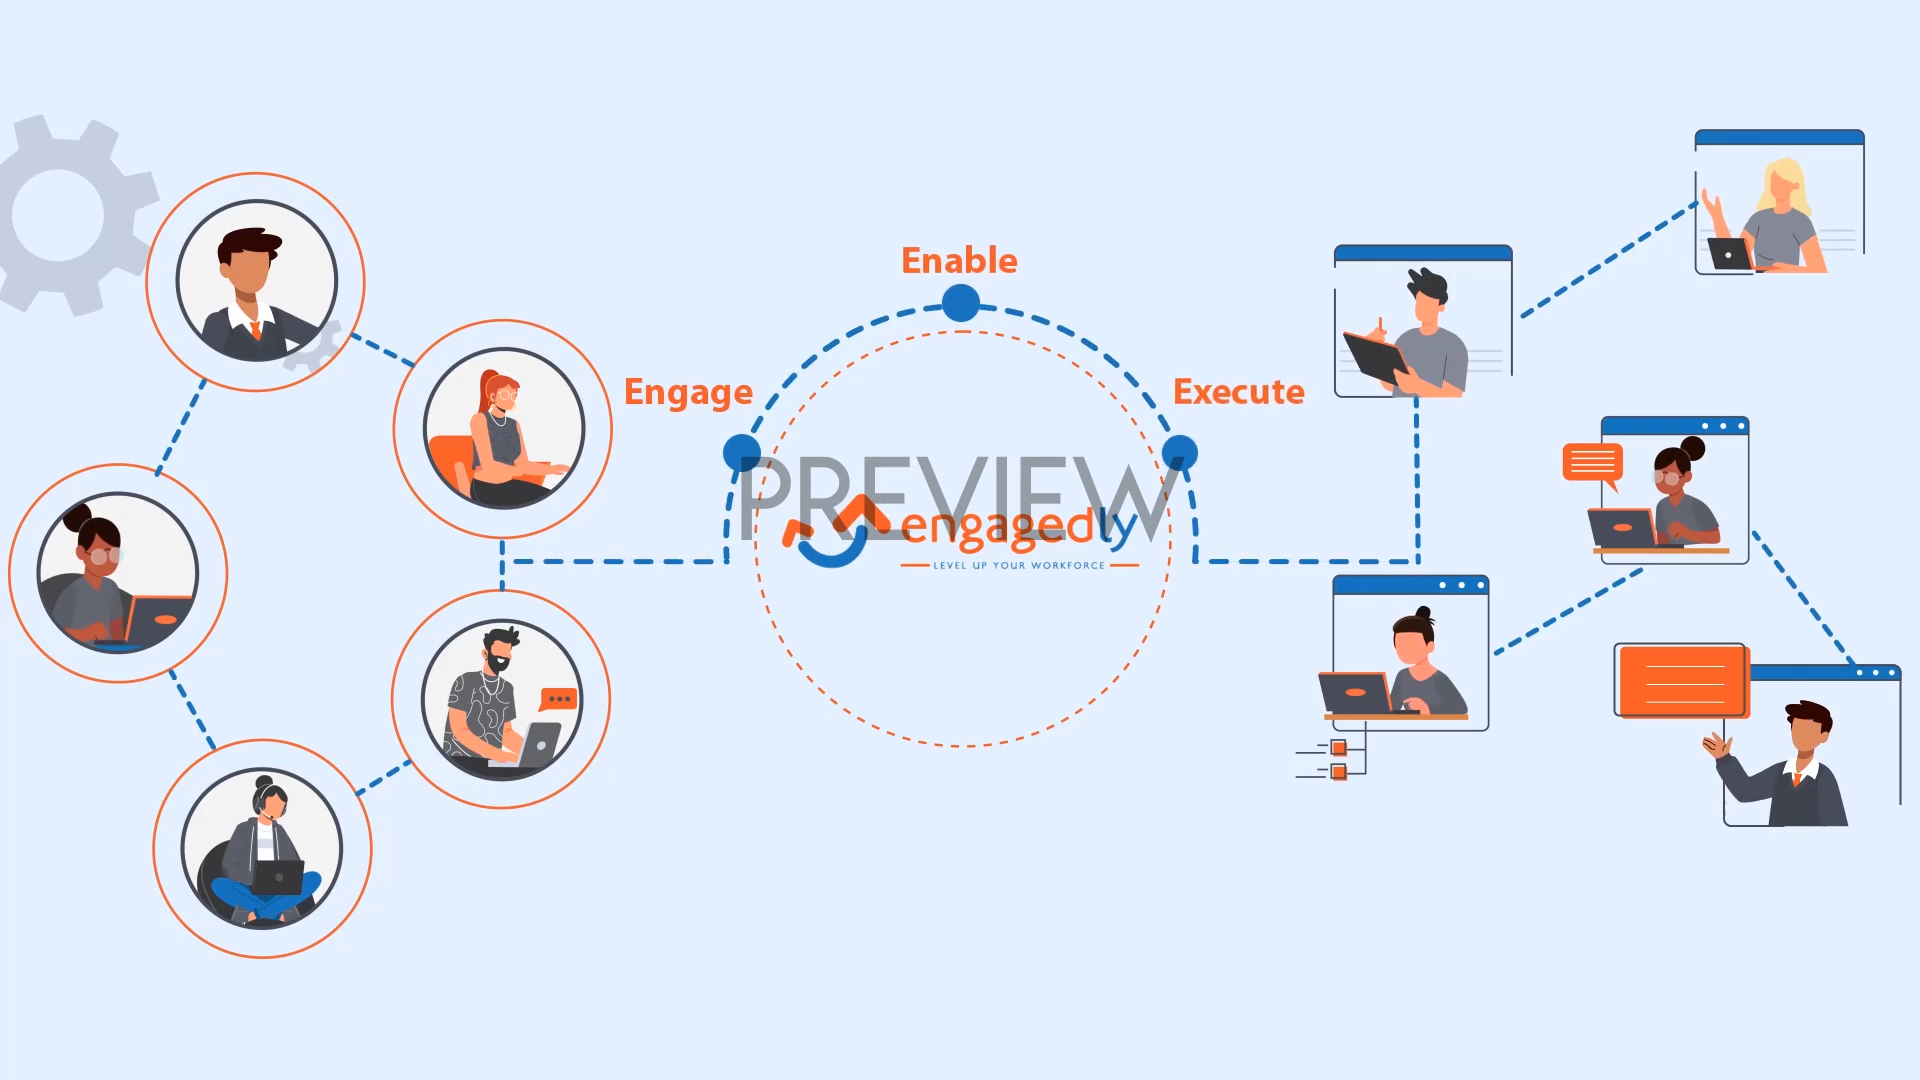 Enable
Engage
Execute
PREVIEW
engagedly
LEVEL UP YOUR WORKFORCE